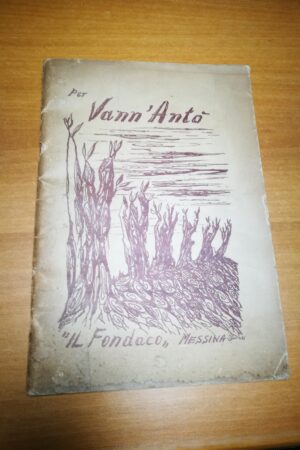 Per
Vann'Antò
"IL Fondaco„ MESSINA